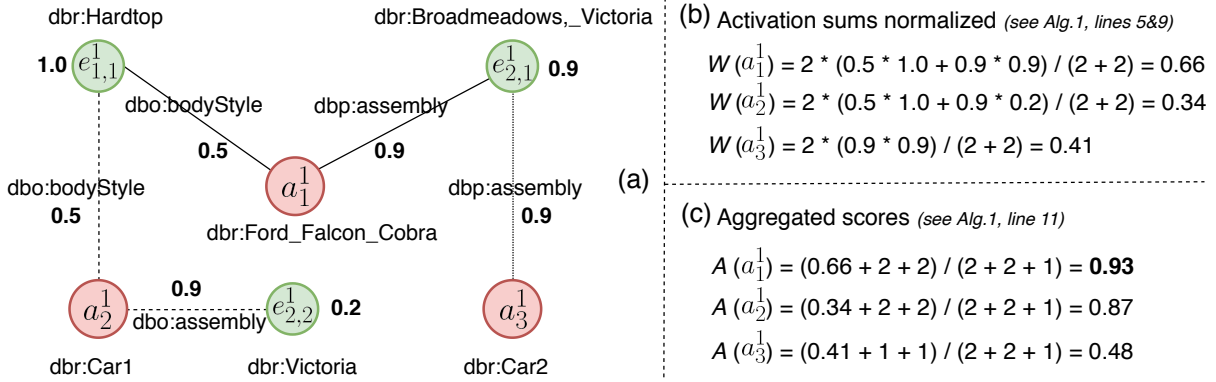 dbr:Hardtop
dbr:Broadmeadows,_Victoria
1.0
e^1_{1,1}
e^1_{2,1}
0.9
dbo:bodyStyle
dbp:assembly
0.5
0.9
dbo:bodyStyle
0.5
a^1_1
dbp:assembly
0.9
dbr:Ford_Falcon_Cobra
a^1_2
0.9
dbo:assembly
e^1_{2,2}
0.2
a^1_3
dbr:Car1
dbr:Victoria
dbr:Car2
(a)
(b) Activation sums normalized (see Alg.1, lines 5&9)
W(a^1_1) = 2 * (0.5 * 1.0 + 0.9 * 0.9) / (2 + 2) = 0.66
W(a^1_2) = 2 * (0.5 * 1.0 + 0.9 * 0.2) / (2 + 2) = 0.34
W(a^1_3) = 2 * (0.9 * 0.9) / (2 + 2) = 0.41
(c) Aggregated scores (see Alg.1, line 11)
A(a^1_1) = (0.66 + 2 + 2) / (2 + 2 + 1) = 0.93
A(a^1_2) = (0.34 + 2 + 2) / (2 + 2 + 1) = 0.87
A(a^1_3) = (0.41 + 1 + 1) / (2 + 2 + 1) = 0.48